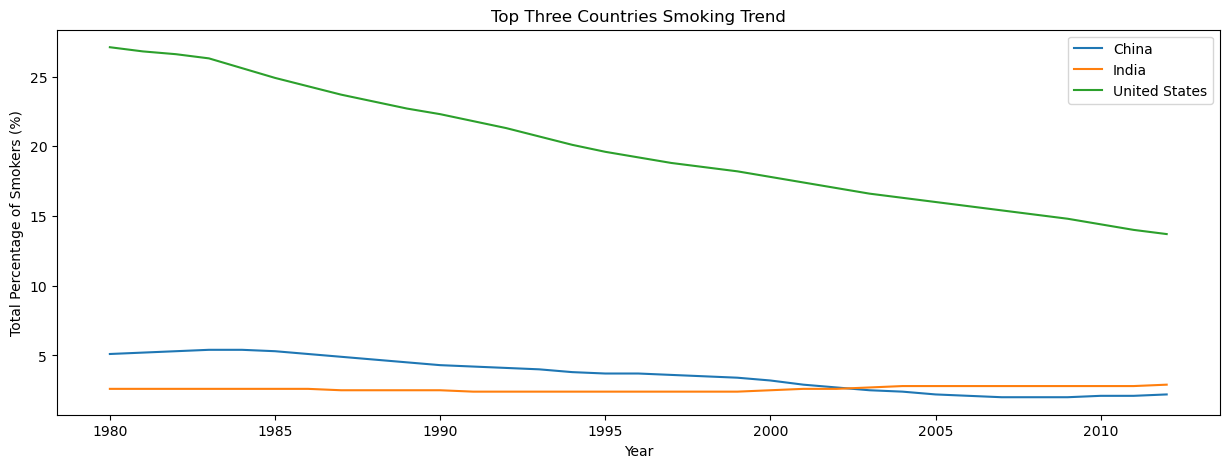 Top Three Countries Smoking Trend
China
India
United States
Total Percentage of Smokers (%)
25
20
15
10
5
1980 1985 1990 1995 2000 2005 2010
Year